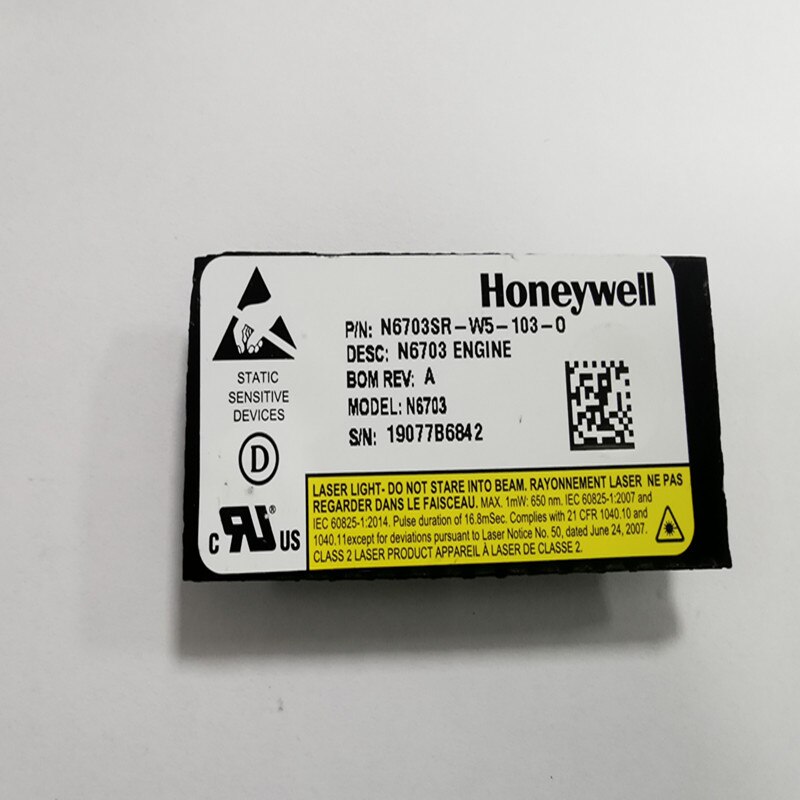 Honeywell
P/N: N6703SR-W5-103-0
DESC: N6703 ENGINE
BOM REV: A
MODEL: N6703
S/N: 19077B6842
STATIC
SENSITIVE
DEVICES
D
C RU® US
LASER LIGHT- DO NOT STARE INTO BEAM. RAYONNEMENT LASER NE PAS
REGARDER DANS LE FAISCEAU. MAX. 1mW: 650 nm. IEC 60825-1:2007 and
IEC 60825-1:2014. Pulse duration of 16.8mSec. Complies with 21 CFR 1040.10 and
1040.11except for deviations pursuant to Laser Notice No. 50, dated June 24, 2007.
CLASS 2 LASER PRODUCT APPAREIL À LASER DE CLASSE 2.